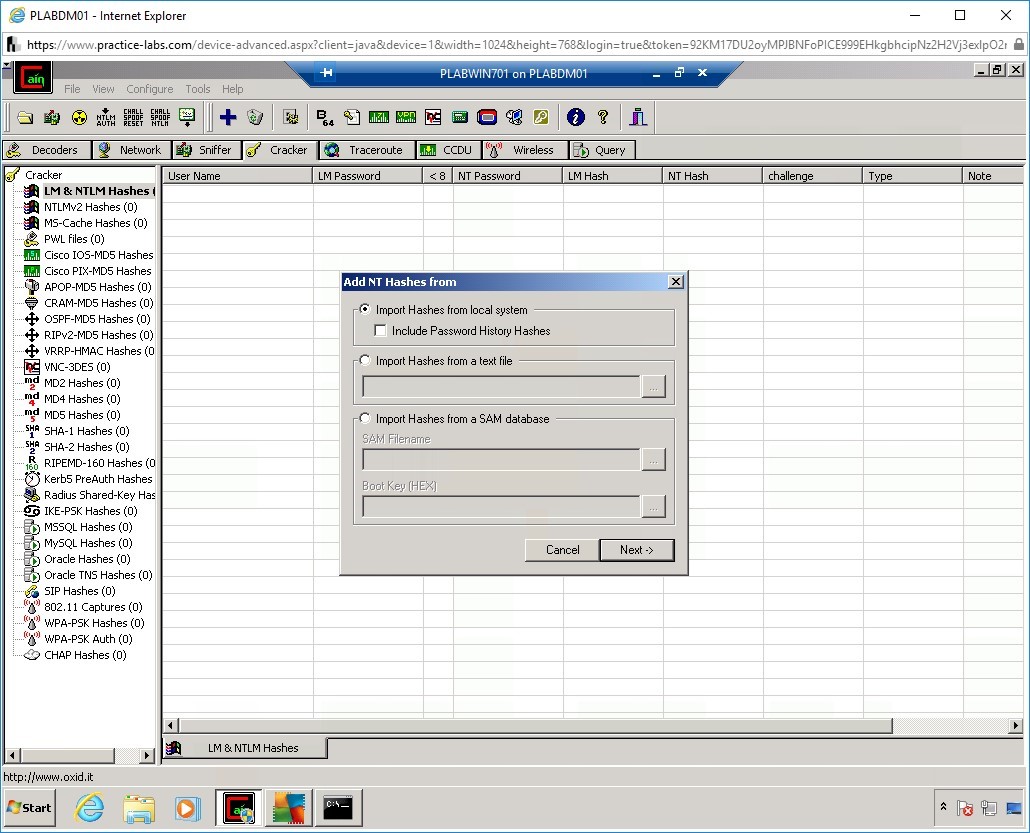 PLABDM01 - Internet Explorer
https://www.practice-labs.com/device-advanced.aspx?client=java&device=1&width=1024&height=768&login=true&token=92KM17DU2oyMPJBNFoPICE999EHkgbhcipNz2H2Vj3exIpO2r
PLABWIN701 on PLABDM01
Cain
File View Configure Tools Help
NTLM AUTH CHALL SPOOF RESET CHALL SPOOF NTLM B 64
Decoders Network Sniffer Cracker Traceroute CCDU Wireless Query
Cracker
LM & NTLM Hashes (
NTLMv2 Hashes (0)
MS-Cache Hashes (0)
PWL files (0)
Cisco IOS-MD5 Hashes
Cisco PIX-MD5 Hashes
APOP-MD5 Hashes (0)
CRAM-MD5 Hashes (0)
OSPF-MD5 Hashes (0)
RIPv2-MD5 Hashes (0)
VRRP-HMAC Hashes (0
VNC-3DES (0)
MD2 Hashes (0)
MD4 Hashes (0)
MD5 Hashes (0)
SHA-1 Hashes (0)
SHA-2 Hashes (0)
RIPEMD-160 Hashes (0
Kerb5 PreAuth Hashes
Radius Shared-Key Has
IKE-PSK Hashes (0)
MSSQL Hashes (0)
MySQL Hashes (0)
Oracle Hashes (0)
Oracle TNS Hashes (0)
SIP Hashes (0)
802.11 Captures (0)
WPA-PSK Hashes (0)
WPA-PSK Auth (0)
CHAP Hashes (0)
User Name LM Password < 8 NT Password LM Hash NT Hash challenge Type Note
Add NT Hashes from
Import Hashes from local system
Include Password History Hashes
Import Hashes from a text file
...
Import Hashes from a SAM database
SAM Filename
...
Boot Key (HEX)
...
Cancel Next ->
LM & NTLM Hashes
http://www.oxid.it
Start